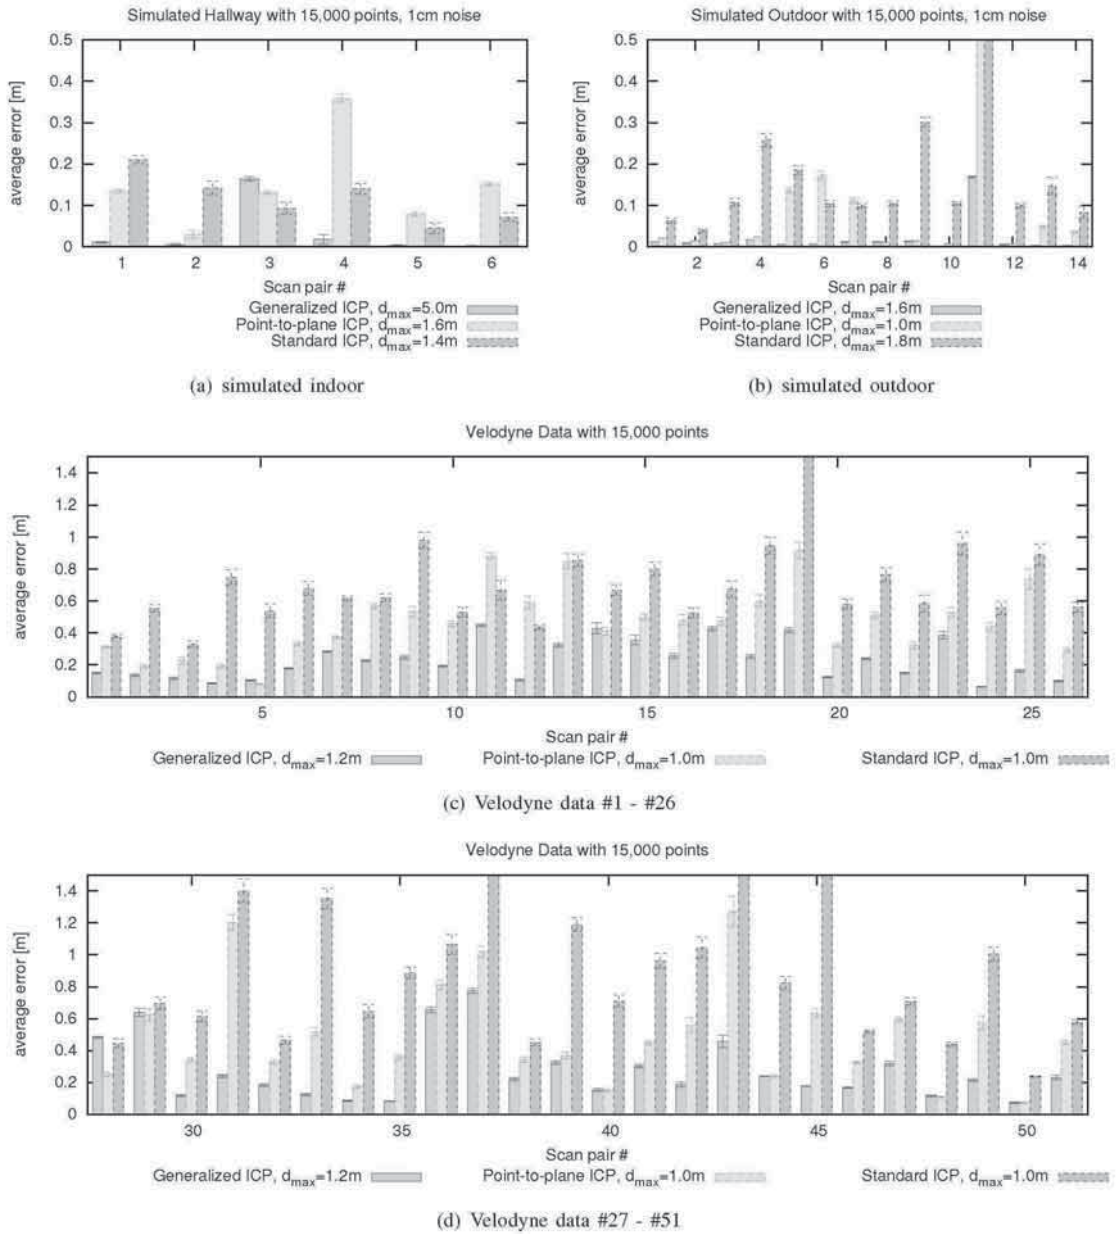 Simulated Hallway with 15,000 points, 1cm noise
0.5
0.4
0.3
0.2
0.1
0
average error [m]
1 2 3 4 5 6
Scan pair #
Generalized ICP, dmax=5.0m
Point-to-plane ICP, dmax=1.6m
Standard ICP, dmax=1.4m
(a) simulated indoor
Simulated Outdoor with 15,000 points, 1cm noise
0.5
0.4
0.3
0.2
0.1
0
average error [m]
2 4 6 8 10 12 14
Scan pair #
Generalized ICP, dmax=1.6m
Point-to-plane ICP, dmax=1.0m
Standard ICP, dmax=1.8m
(b) simulated outdoor
Velodyne Data with 15,000 points
1.4
1.2
1
0.8
0.6
0.4
0.2
0
average error [m]
5 10 15 20 25
Scan pair #
Generalized ICP, dmax=1.2m Point-to-plane ICP, dmax=1.0m Standard ICP, dmax=1.0m
(c) Velodyne data #1 - #26
Velodyne Data with 15,000 points
1.4
1.2
1
0.8
0.6
0.4
0.2
0
average error [m]
30 35 40 45 50
Scan pair #
Generalized ICP, dmax=1.2m Point-to-plane ICP, dmax=1.0m Standard ICP, dmax=1.0m
(d) Velodyne data #27 - #51